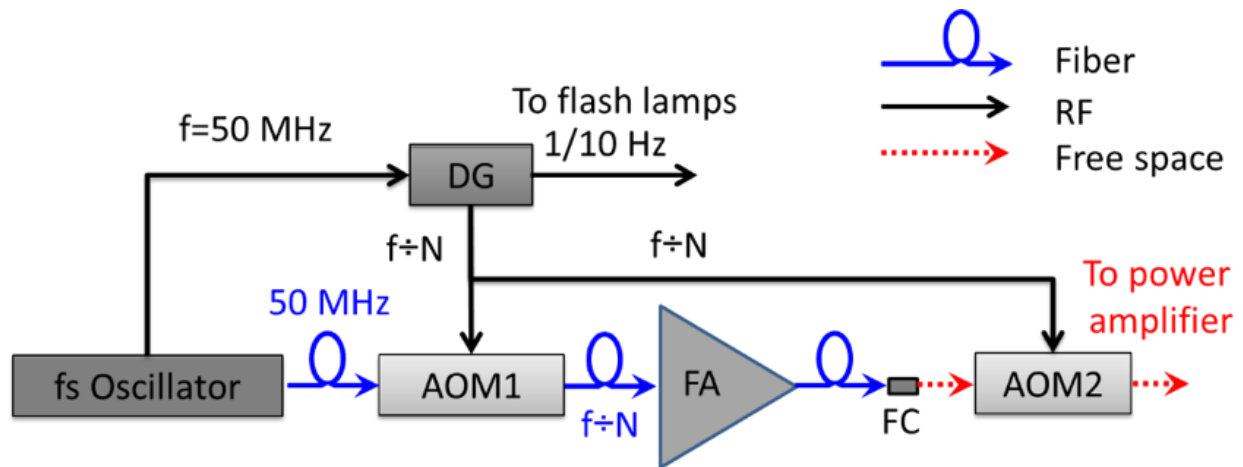 Fiber
RF
Free space
f=50 MHz
To flash lamps
1/10 Hz
DG
f÷N
f÷N
To power
amplifier
50 MHz
fs Oscillator
AOM1
f÷N
FA
FC
AOM2